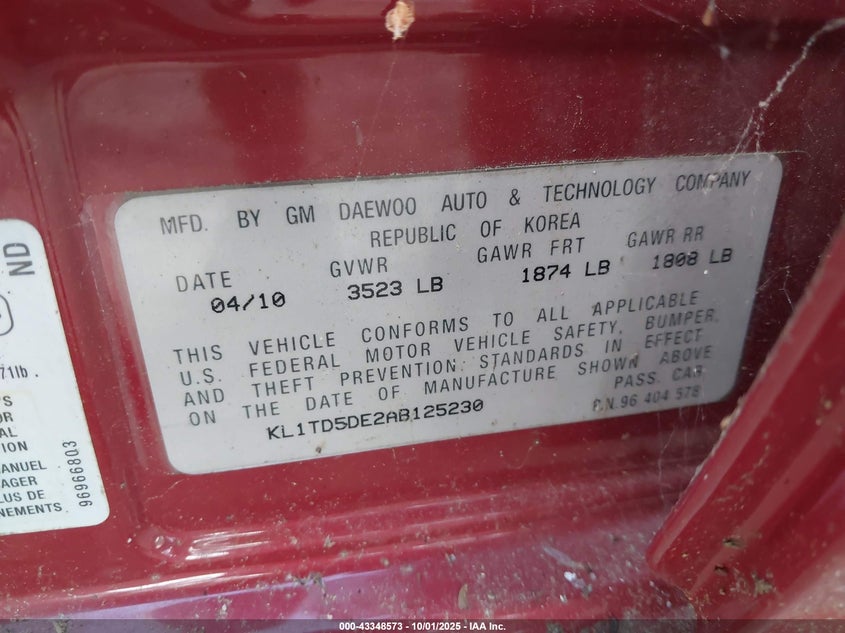 MFD. BY GM DAEWOO AUTO & TECHNOLOGY COMPANY
REPUBLIC OF KOREA
DATE GVWR GAWR FRT GAWR RR
04/10 3523 LB 1874 LB 1808 LB
THIS VEHICLE CONFORMS TO ALL APPLICABLE
U.S. FEDERAL MOTOR VEHICLE SAFETY, BUMPER,
AND THEFT PREVENTION STANDARDS IN EFFECT
ON THE DATE OF MANUFACTURE SHOWN ABOVE
KL1TD5DE2AB125230 PASS. CAR
P.N.96 404 578
ND
71lb.
S
OR
AL
ION
MANUEL
AGER
LUS DE
NEMENTS.
96966803
000-43348573 | 10/01/2025 | IAA Inc.